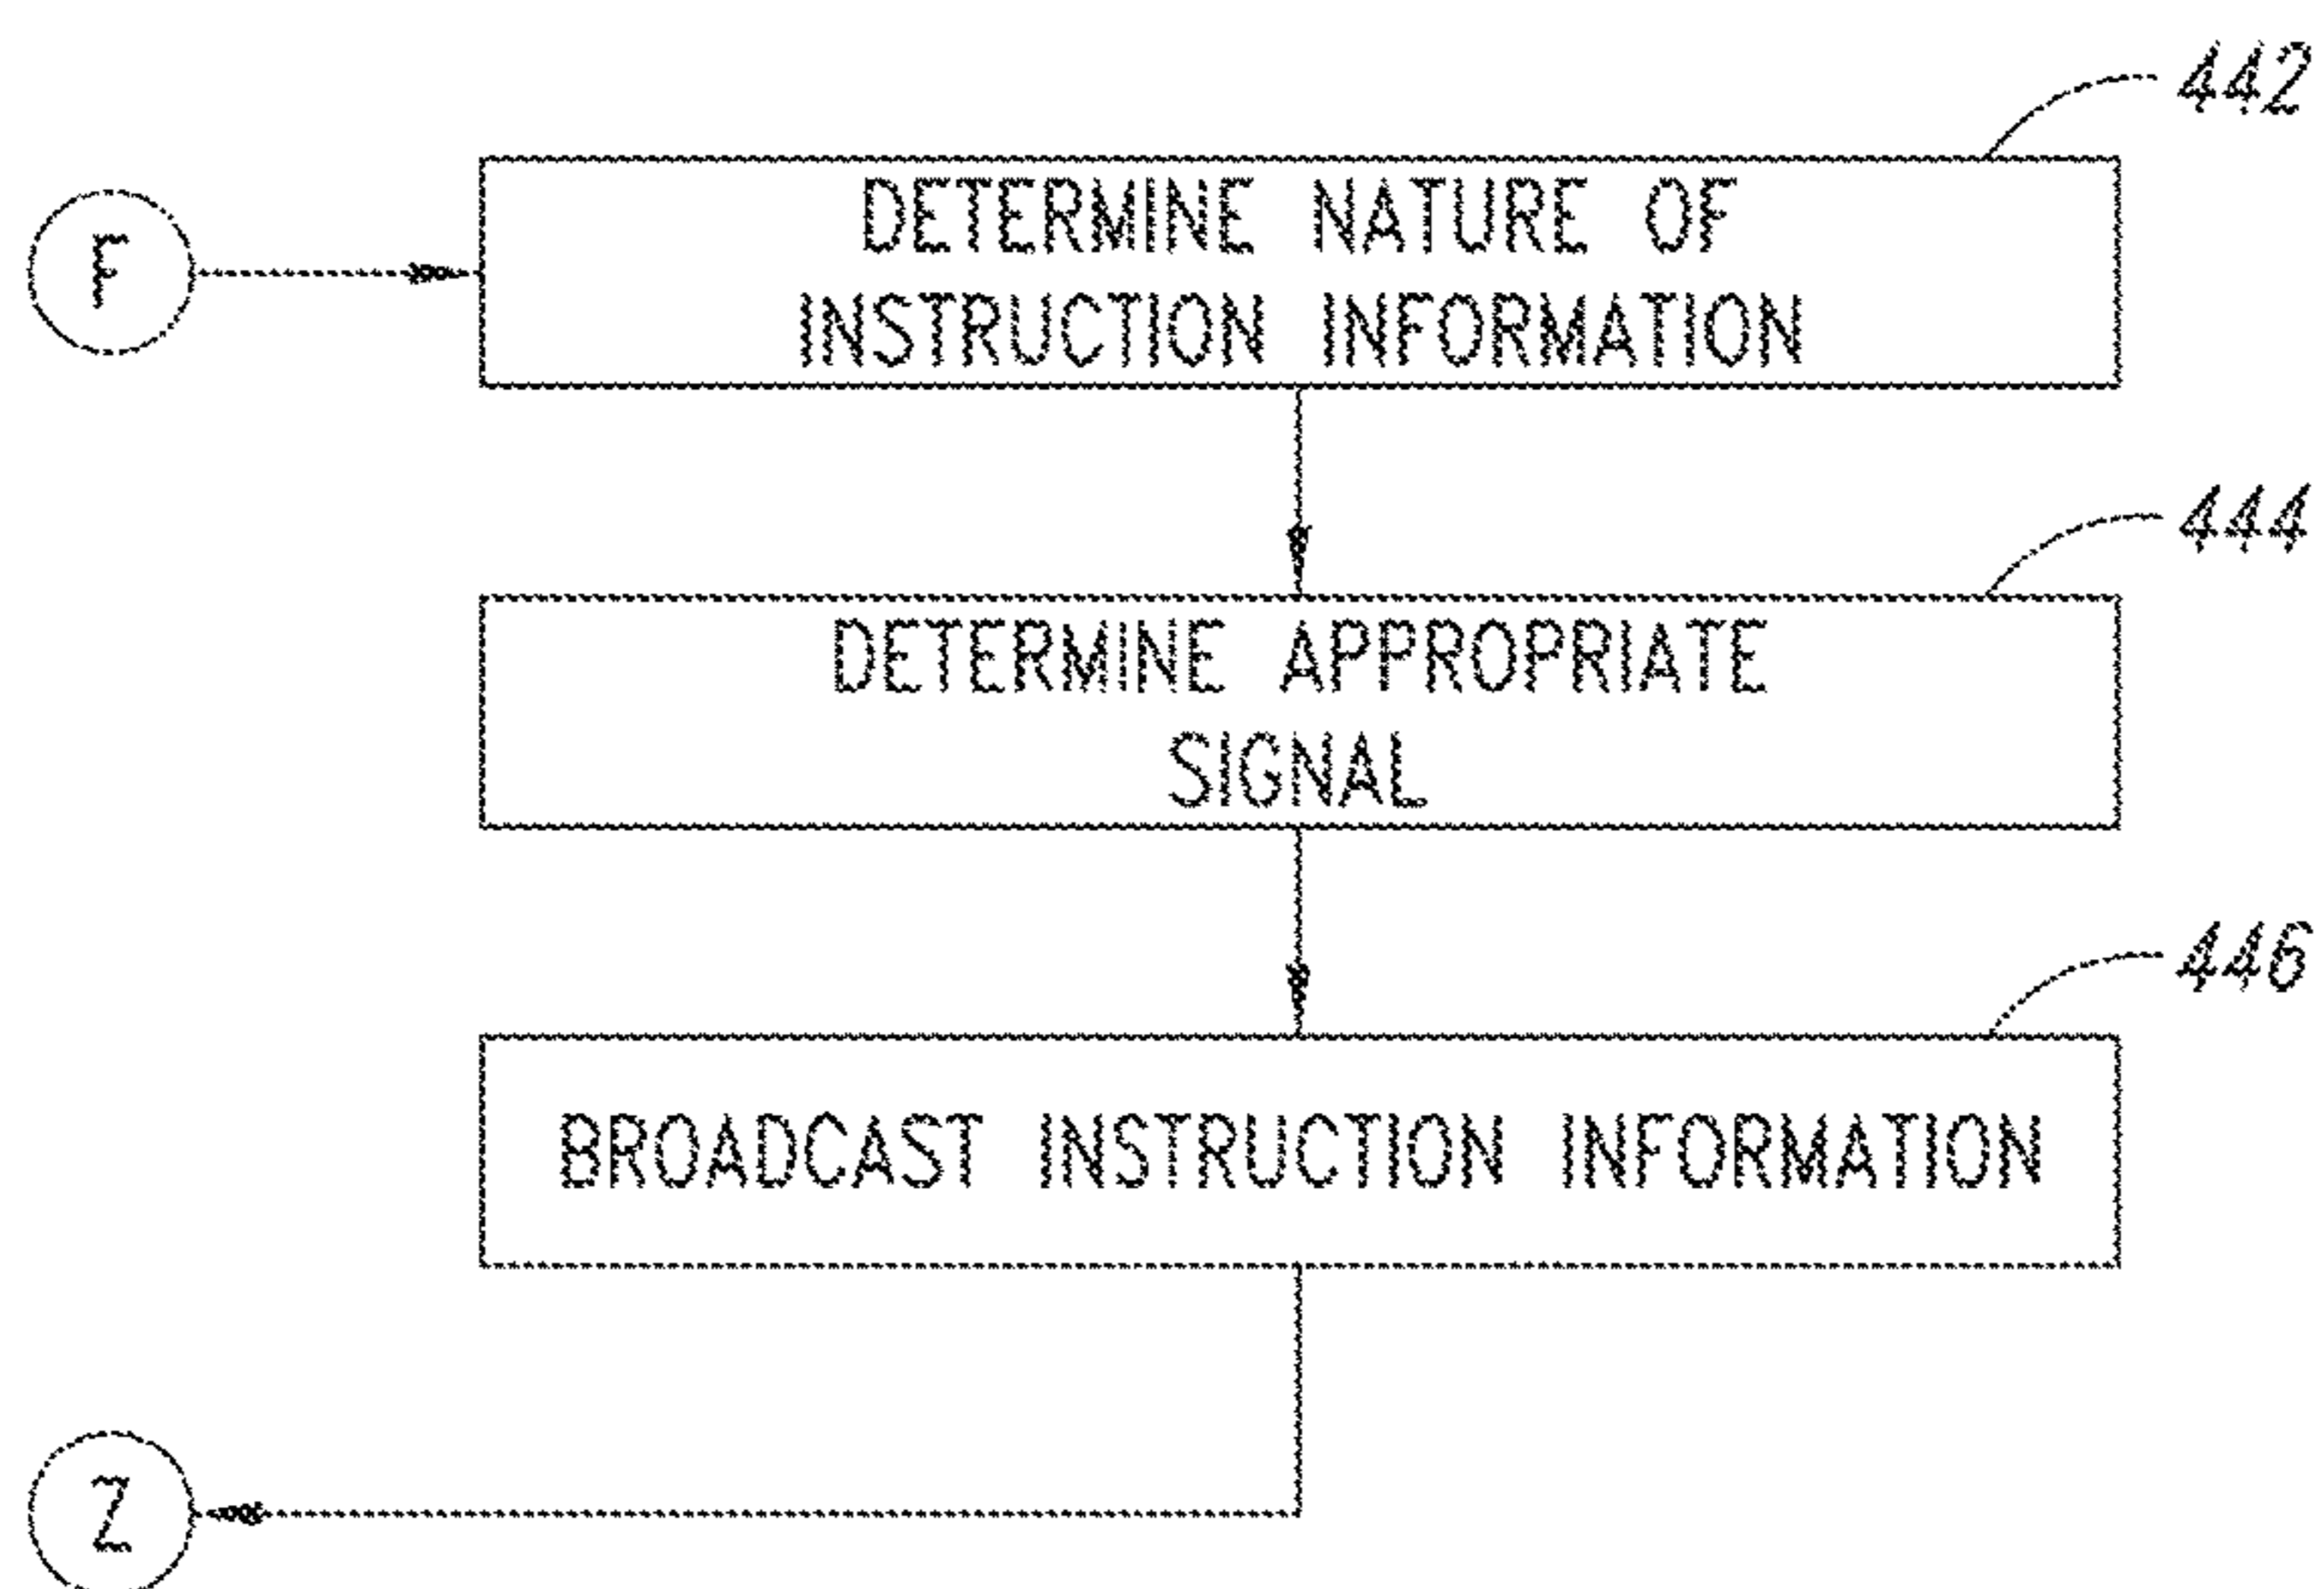 442
F
DETERMINE NATURE OF
INSTRUCTION INFORMATION
444
DETERMINE APPROPRIATE
SIGNAL
446
BROADCAST INSTRUCTION INFORMATION
Z